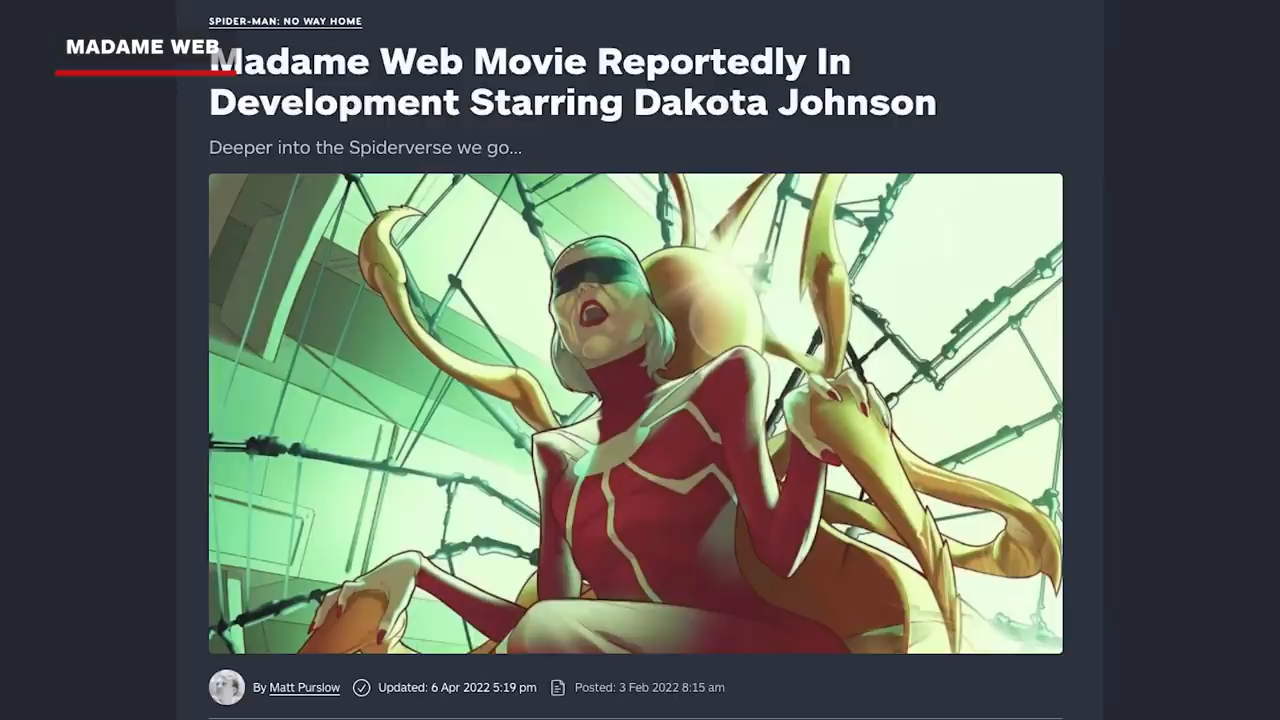 SPIDER-MAN: NO WAY HOME
MADAME WEB
Madame Web Movie Reportedly In
Development Starring Dakota Johnson
Deeper into the Spiderverse we go...
By Matt Purslow Updated: 6 Apr 2022 5:19 pm Posted: 3 Feb 2022 8:15 am